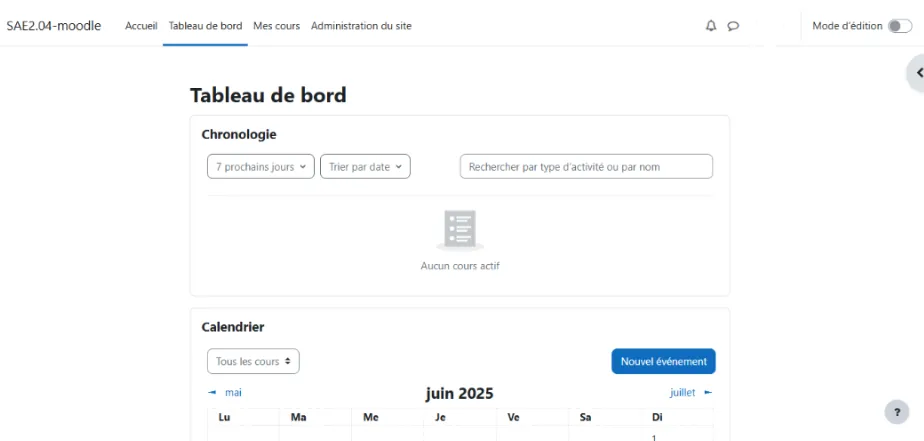 SAE2.04-moodle Accueil Tableau de bord Mes cours Administration du site Mode d'édition
Tableau de bord
Chronologie
7 prochains jours Trier par date Rechercher par type d'activité ou par nom
Aucun cours actif
Calendrier
Tous les cours Nouvel événement
◄ mai juin 2025 juillet ►
Lu Ma Me Je Ve Sa Di
1
?